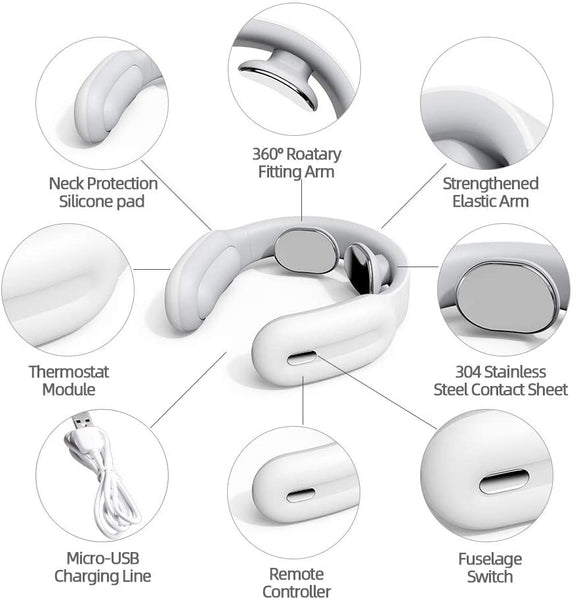 Neck Protection
Silicone pad
360° Roatary
Fitting Arm
Strengthened
Elastic Arm
Thermostat
Module
304 Stainless
Steel Contact Sheet
Micro-USB
Charging Line
Remote
Controller
Fuselage
Switch